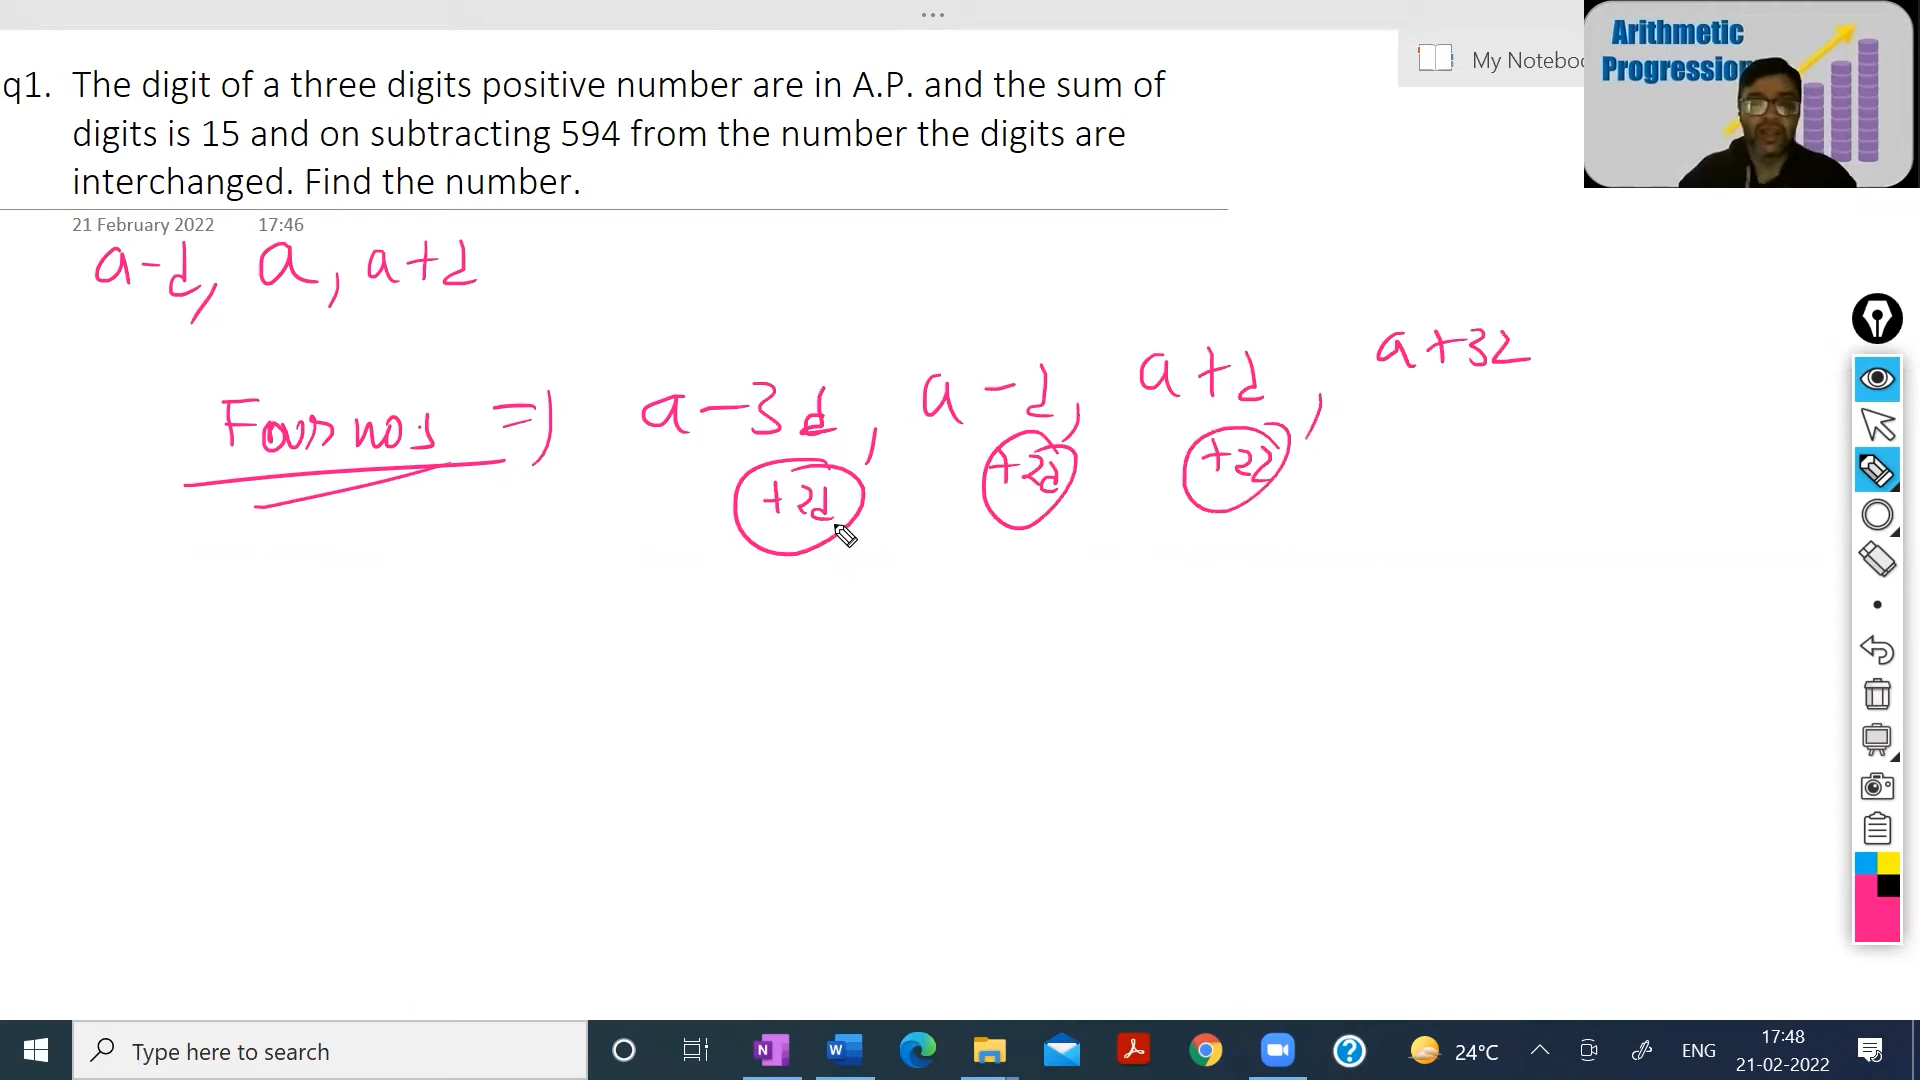 ...
Arithmetic
Progression
My Noteboo
q1. The digit of a three digits positive number are in A.P. and the sum of
digits is 15 and on subtracting 594 from the number the digits are
interchanged. Find the number.
21 February 2022 17:46
a-d, a, a+d
Four nos => a-3d, a-d, a+d, a+3d
+2d +2d +2d
Type here to search
24°C ENG 17:48
21-02-2022